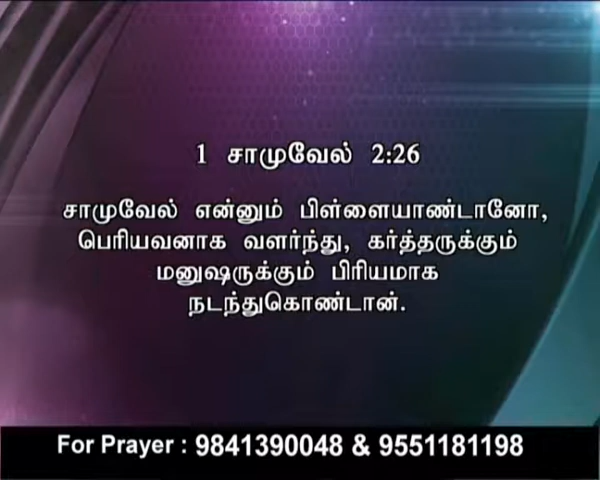 1 சாமுவேல் 2:26
சாமுவேல் என்னும் பிள்ளையாண்டானோ,
பெரியவனாக வளர்ந்து, கர்த்தருக்கும்
மனுஷருக்கும் பிரியமாக
நடந்துகொண்டான்.
For Prayer : 9841390048 & 9551181198